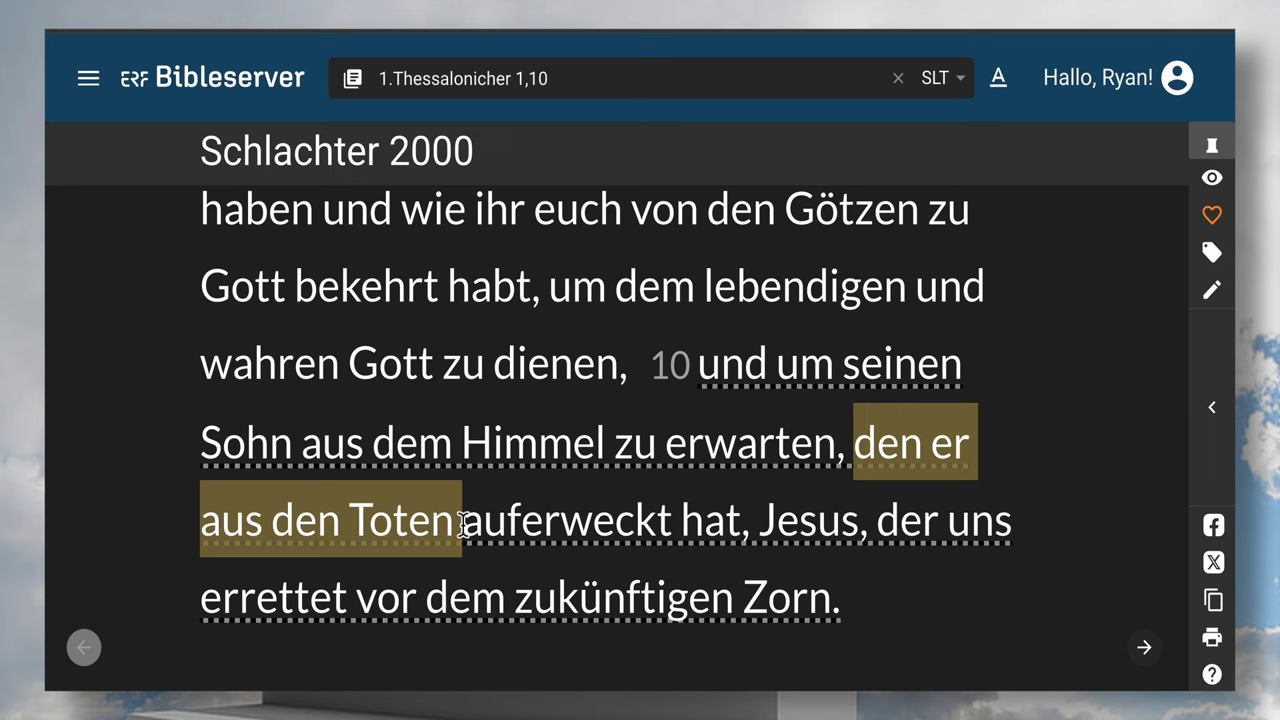 ERF Bibleserver
1.Thessalonicher 1,10
SLT
A
Hallo, Ryan!
Schlachter 2000
haben und wie ihr euch von den Götzen zu
Gott bekehrt habt, um dem lebendigen und
wahren Gott zu dienen, 10 und um seinen
Sohn aus dem Himmel zu erwarten, den er
aus den Toten auferweckt hat, Jesus, der uns
errettet vor dem zukünftigen Zorn.